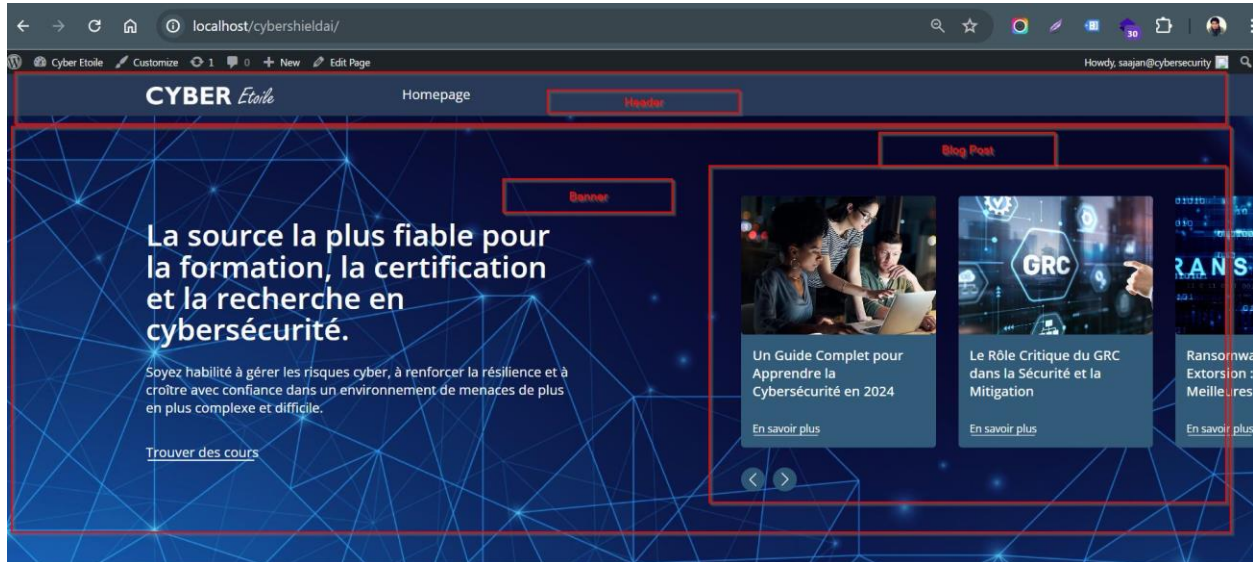 localhost/cybershieldai/
30
Cyber Etoile Customize 1 0 + New Edit Page
Howdy, saajan@cybersecurity
CYBER Etoile
Homepage
Header
Blog Post
Banner
La source la plus fiable pour
la formation, la certification
et la recherche en
cybersécurité.
Soyez habilité à gérer les risques cyber, à renforcer la résilience et à
croître avec confiance dans un environnement de menaces de plus
en plus complexe et difficile.
Trouver des cours
Un Guide Complet pour
Apprendre la
Cybersécurité en 2024
En savoir plus
GRC
Le Rôle Critique du GRC
dans la Sécurité et la
Mitigation
En savoir plus
RANS
Ransomwa
Extorsion :
Meilleures
En savoir plus